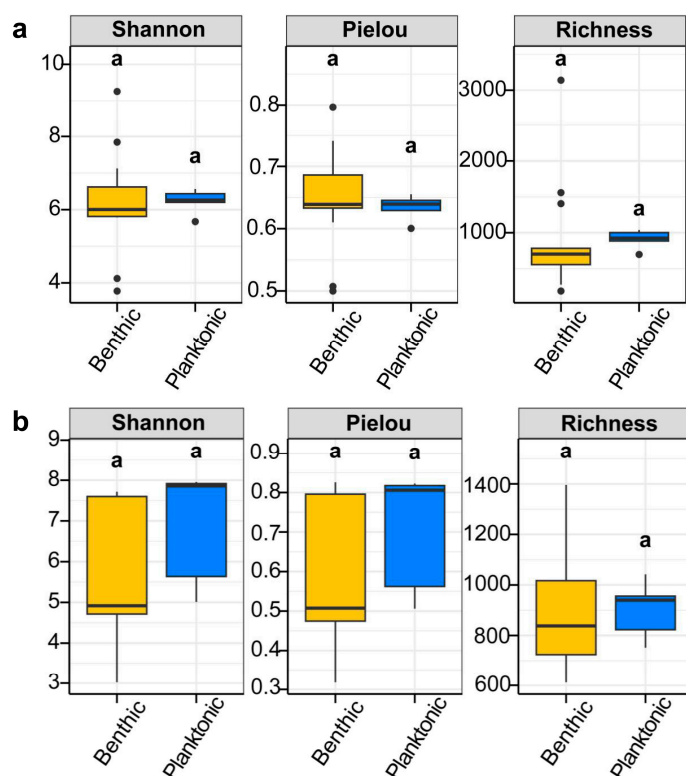 a
Shannon Pielou Richness
10
8
6
4
a a
0.8
0.7
0.6
0.5
a a
3000
2000
1000
a a
Benthic Planktonic Benthic Planktonic Benthic Planktonic
b
Shannon Pielou Richness
9
8
7
6
5
4
3
a a
0.9
0.8
0.7
0.6
0.5
0.4
0.3
a a
1400
1200
1000
800
600
a a
Benthic Planktonic Benthic Planktonic Benthic Planktonic